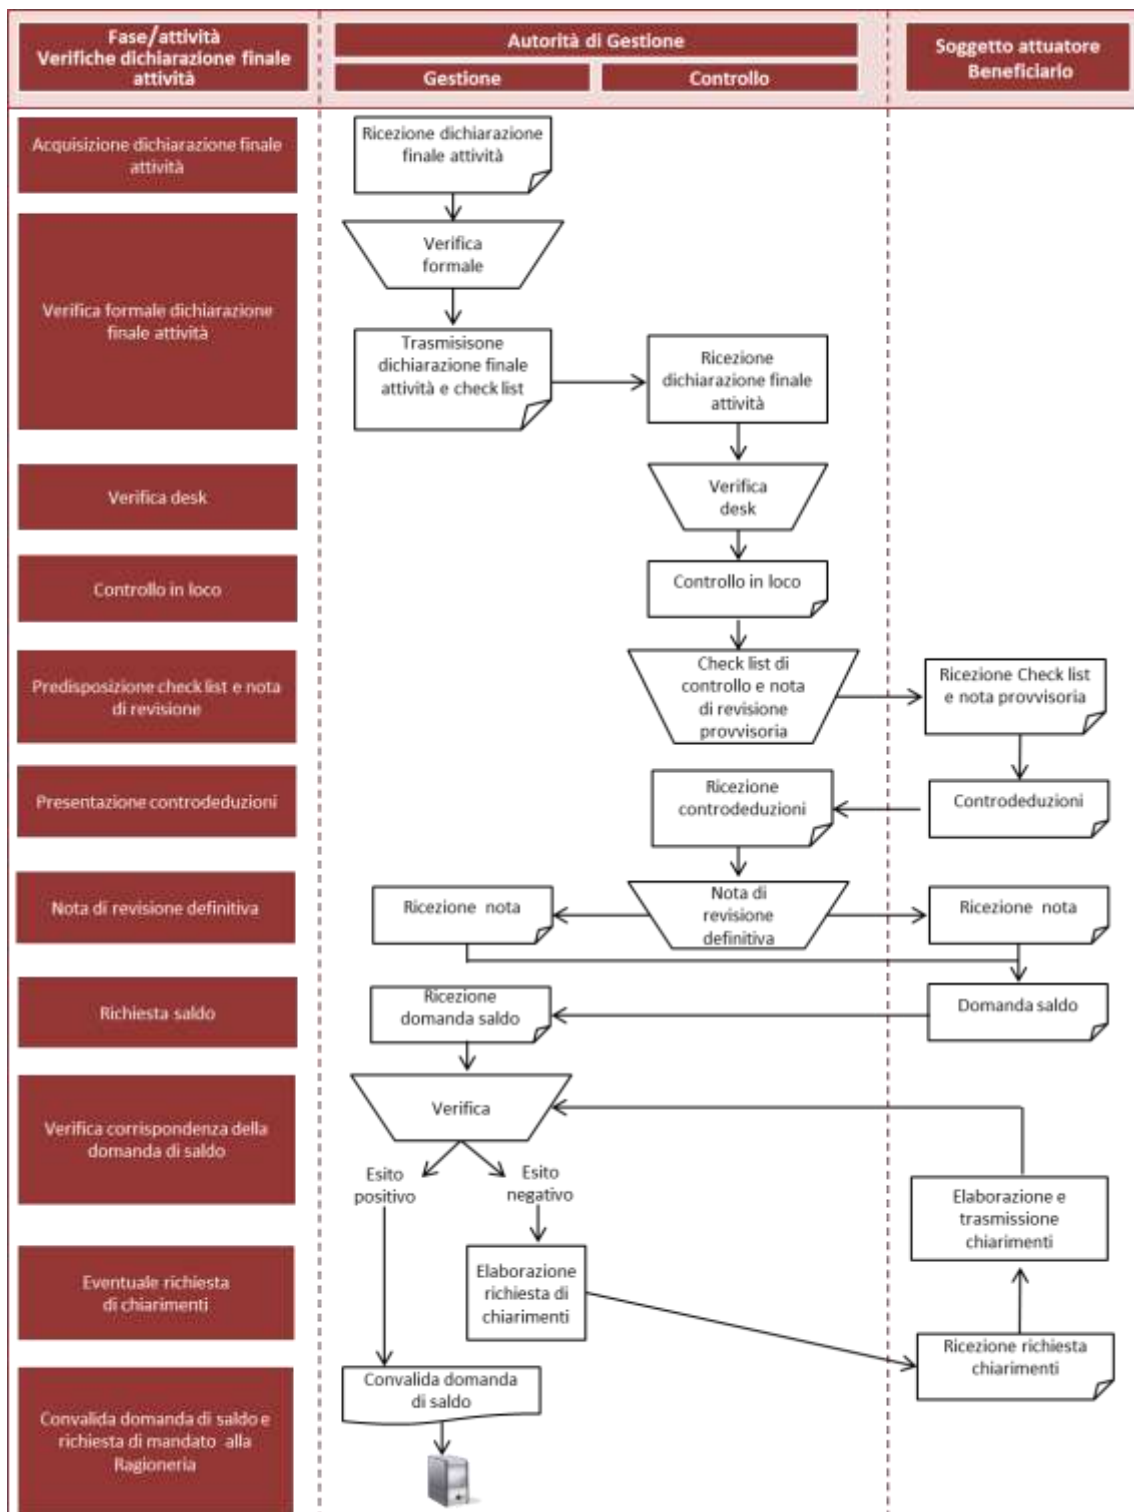 Fase/attività
Verifiche dichiarazione finale
attività
Autorità di Gestione
Gestione
Controllo
Soggetto attuatore
Beneficiario
Acquisizione dichiarazione finale
attività
Ricezione dichiarazione
finale attività
Verifica formale dichiarazione
finale attività
Verifica
formale
Trasmisisone
dichiarazione finale
attività e check list
Ricezione
dichiarazione finale
attività
Verifica desk
Verifica
desk
Controllo in loco
Controllo in loco
Predisposizione check list e nota
di revisione
Check list di
controllo e nota
di revisione
provvisoria
Ricezione Check list
e nota provvisoria
Presentazione controdeduzioni
Ricezione
controdeduzioni
Controdeduzioni
Nota di revisione definitiva
Ricezione nota
Nota di
revisione
definitiva
Ricezione nota
Richiesta saldo
Ricezione
domanda saldo
Domanda saldo
Verifica corrispondenza della
domanda di saldo
Verifica
Esito
positivo
Esito
negativo
Elaborazione e
trasmissione
chiarimenti
Eventuale richiesta
di chiarimenti
Elaborazione
richiesta di
chiarimenti
Ricezione richiesta
chiarimenti
Convalida domanda di saldo e
richiesta di mandato alla
Ragioneria
Convalida domanda
di saldo